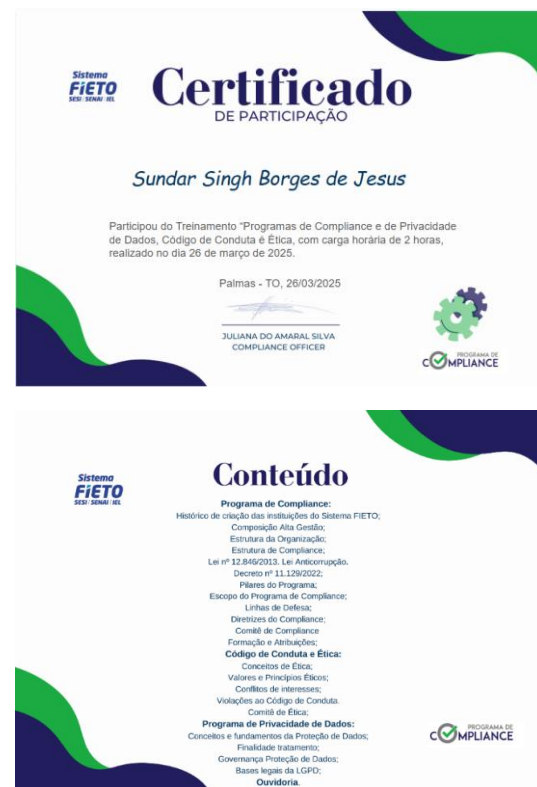 Sistema
FiETO
SESI SENAI IEL
Certificado
DE PARTICIPAÇÃO
Sundar Singh Borges de Jesus
Participou do Treinamento "Programas de Compliance e de Privacidade
de Dados, Código de Conduta é Ética, com carga horária de 2 horas,
realizado no dia 26 de março de 2025.
Palmas - TO, 26/03/2025
JULIANA DO AMARAL SILVA
COMPLIANCE OFFICER
PROGRAMA DE
COMPLIANCE
Sistema
FiETO
SESI SENAI IEL
Conteúdo
Programa de Compliance:
Histórico de criação das instituições do Sistema FIETO;
Composição Alta Gestão;
Estrutura da Organização;
Estrutura de Compliance;
Lei nº 12.846/2013. Lei Anticorrupção.
Decreto nº 11.129/2022;
Pilares do Programa;
Escopo do Programa de Compliance;
Linhas de Defesa;
Diretrizes do Compliance;
Comitê de Compliance
Formação e Atribuições;
Código de Conduta e Ética:
Conceitos de Ética;
Valores e Princípios Éticos;
Conflitos de interesses;
Violações ao Código de Conduta.
Comitê de Ética;
Programa de Privacidade de Dados:
Conceitos e fundamentos da Proteção de Dados;
Finalidade tratamento;
Governança Proteção de Dados;
Bases legais da LGPD;
Ouvidoria.
PROGRAMA DE
COMPLIANCE